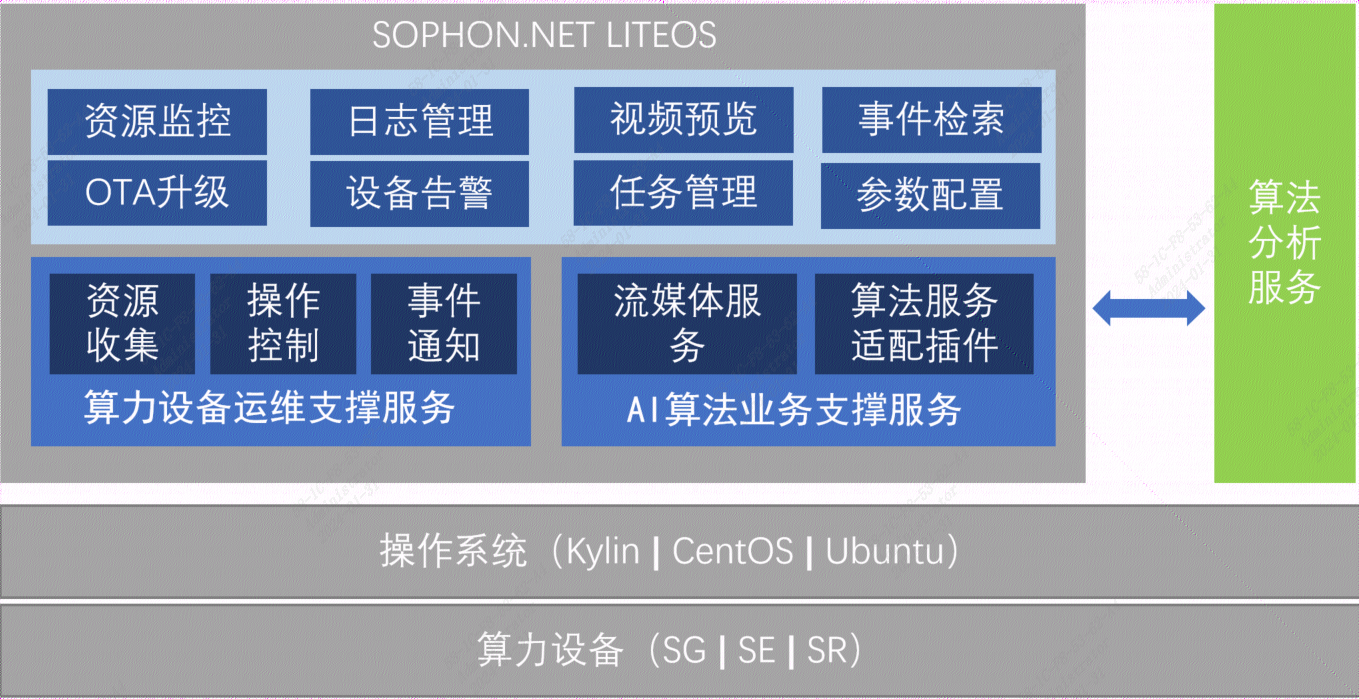 SOPHON.NET LITEOS
资源监控
日志管理
视频预览
事件检索
OTA升级
设备告警
任务管理
参数配置
资源
收集
操作
控制
事件
通知
算力设备运维支撑服务
流媒体服
务
算法服务
适配插件
AI算法业务支撑服务
算法
分析
服务
操作系统（Kylin | CentOS | Ubuntu）
算力设备（SG | SE | SR）